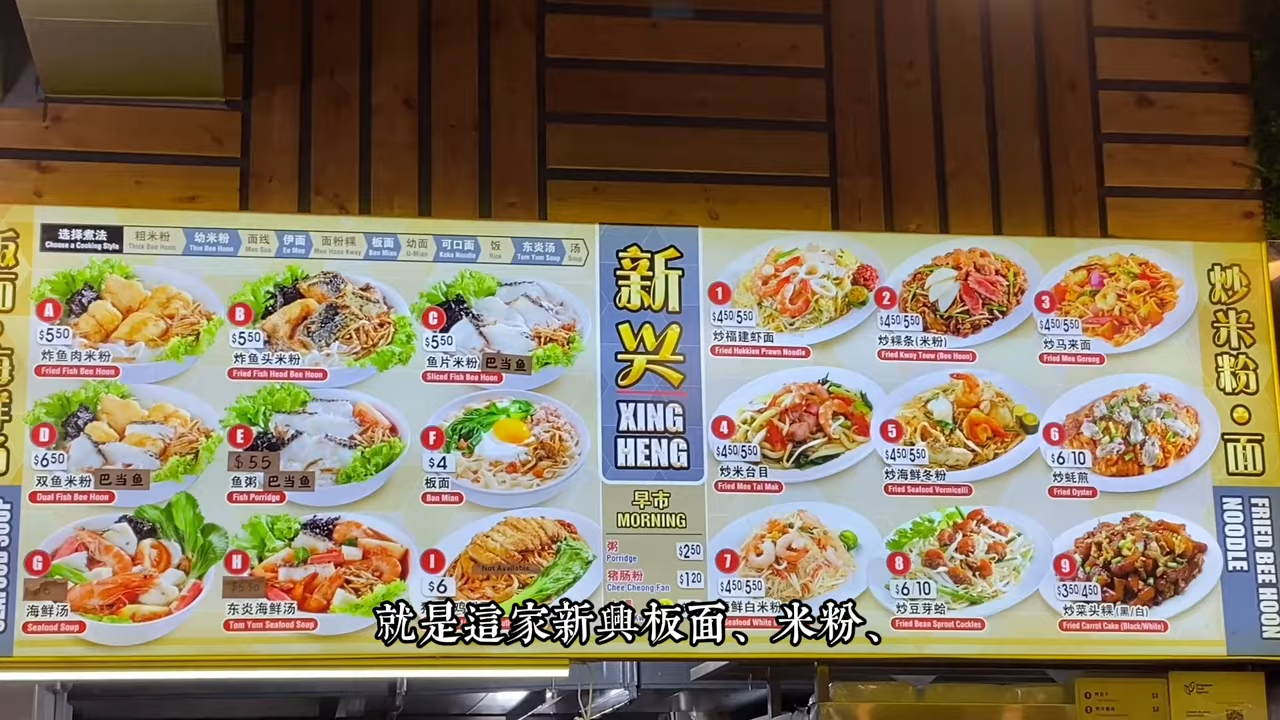 选择煮法
Choose a Cooking Style
粗米粉
Thick Bee Hoon
幼米粉
Thin Bee Hoon
面线
Mee Sua
伊面
Ee Mee
面粉粿
Mee Hoon Kway
板面
Ban Mian
幼面
U-Mian
可口面
Koka Noodle
饭
Rice
东炎汤
Tom Yum Soup
汤
Soup
A
$5.50
炸鱼肉米粉
Fried Fish Bee Hoon
B
$5.50
炸鱼头米粉
Fried Fish Head Bee Hoon
C
$5.50
鱼片米粉 巴当鱼
Sliced Fish Bee Hoon
D
$6.50
双鱼米粉 巴当鱼
Dual Fish Bee Hoon
E
$5.5
鱼粥 巴当鱼
Fish Porridge
F
$4
板面
Ban Mian
G
海鲜汤
Seafood Soup
H
东炎海鲜汤
Tom Yum Seafood Soup
I
Not Available
$6
新兴
XING
HENG
早市
MORNING
粥
Porridge
$2.50
猪肠粉
Chee Cheong Fan
$1.20
1
$4.50/5.50
炒福建虾面
Fried Hokkien Prawn Noodle
2
$4.50/5.50
炒粿条(米粉)
Fried Kway Teow (Bee Hoon)
3
$4.50/5.50
炒马来面
Fried Mee Goreng
4
$4.50/5.50
炒米台目
Fried Mee Tai Mak
5
$4.50/5.50
炒海鲜冬粉
Fried Seafood Vermicelli
6
$6/10
炒蚝煎
Fried Oyster
7
$4.50/5.50
鲜白米粉
Seafood White
8
$6/10
炒豆芽蛤
Fried Bean Sprout Cockles
9
$3.50/4.50
炒菜头粿(黑/白)
Fried Carrot Cake (Black/White)
炒米粉·面
FRIED BEE HOON
NOODLE
就是這家新興板面、米粉、